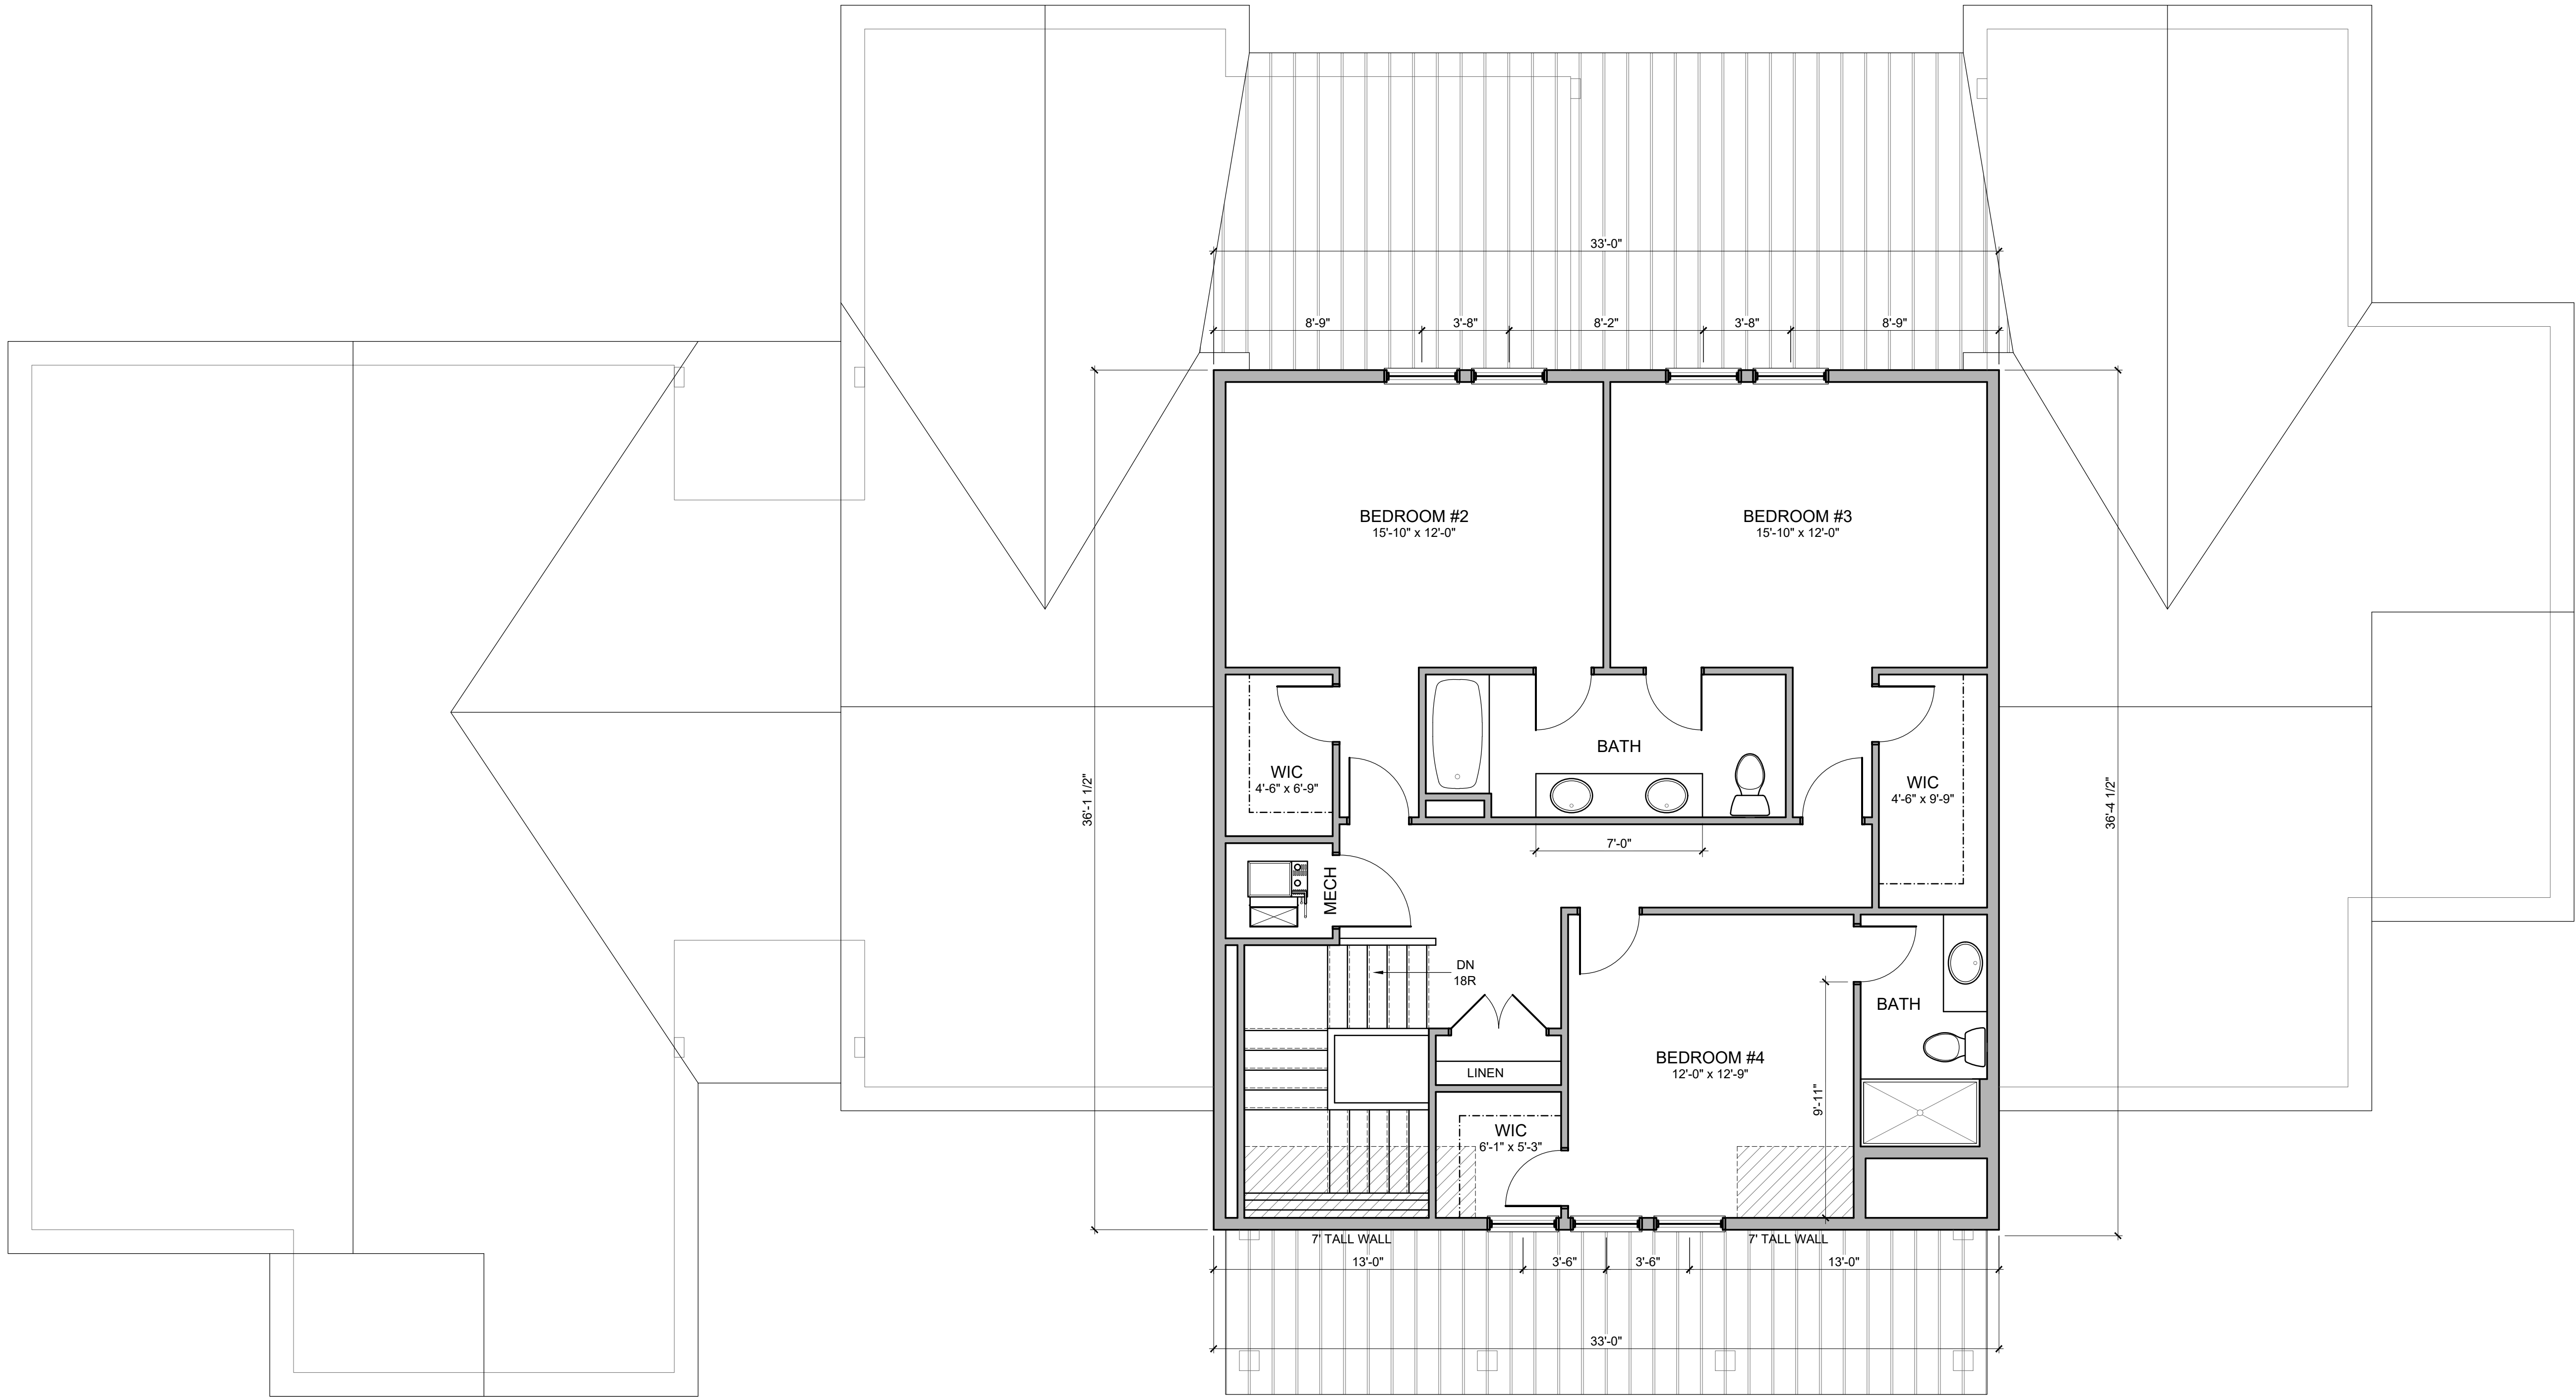 33'-0"
8'-9"
3'-8"
8'-2"
3'-8"
8'-9"
BEDROOM #2
15'-10" x 12'-0"
BEDROOM #3
15'-10" x 12'-0"
BATH
WIC
4'-6" x 6'-9"
WIC
4'-6" x 9'-9"
36'-1 1/2"
36'-4 1/2"
7'-0"
MECH
DN
18R
BATH
BEDROOM #4
12'-0" x 12'-9"
LINEN
9'-11"
WIC
6'-1" x 5'-3"
7' TALL WALL
7' TALL WALL
13'-0"
3'-6"
3'-6"
13'-0"
33'-0"